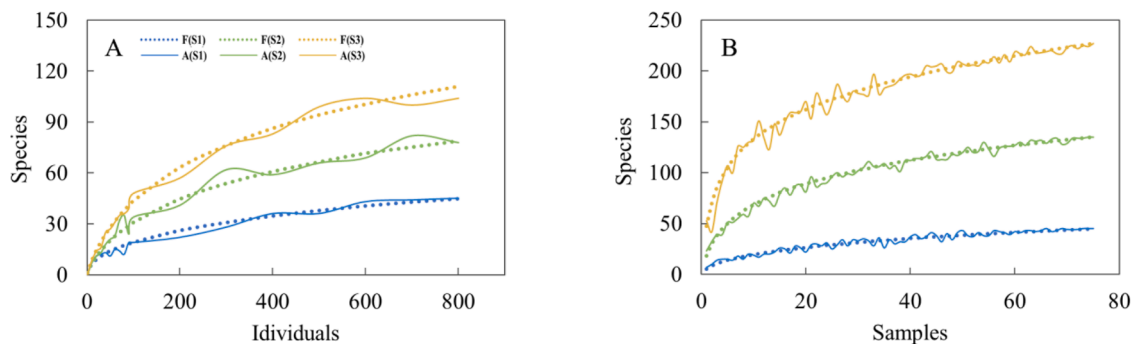 A
F(S1) F(S2) F(S3)
A(S1) A(S2) A(S3)
150
120
90
60
30
0
Species
0 200 400 600 800
Idividuals
B
250
200
150
100
50
0
Species
0 20 40 60 80
Samples